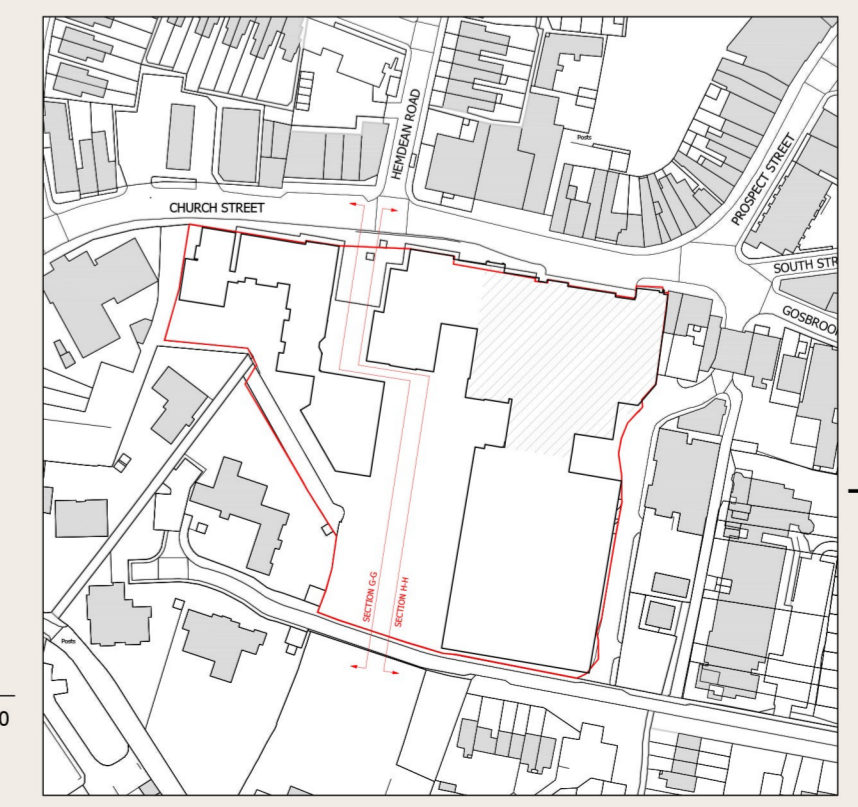 HEMDEAN ROAD
Posts
PROSPECT STREET
CHURCH STREET
SOUTH STR
GOSBROO
SECTION G-G
SECTION H-H
Posts
0